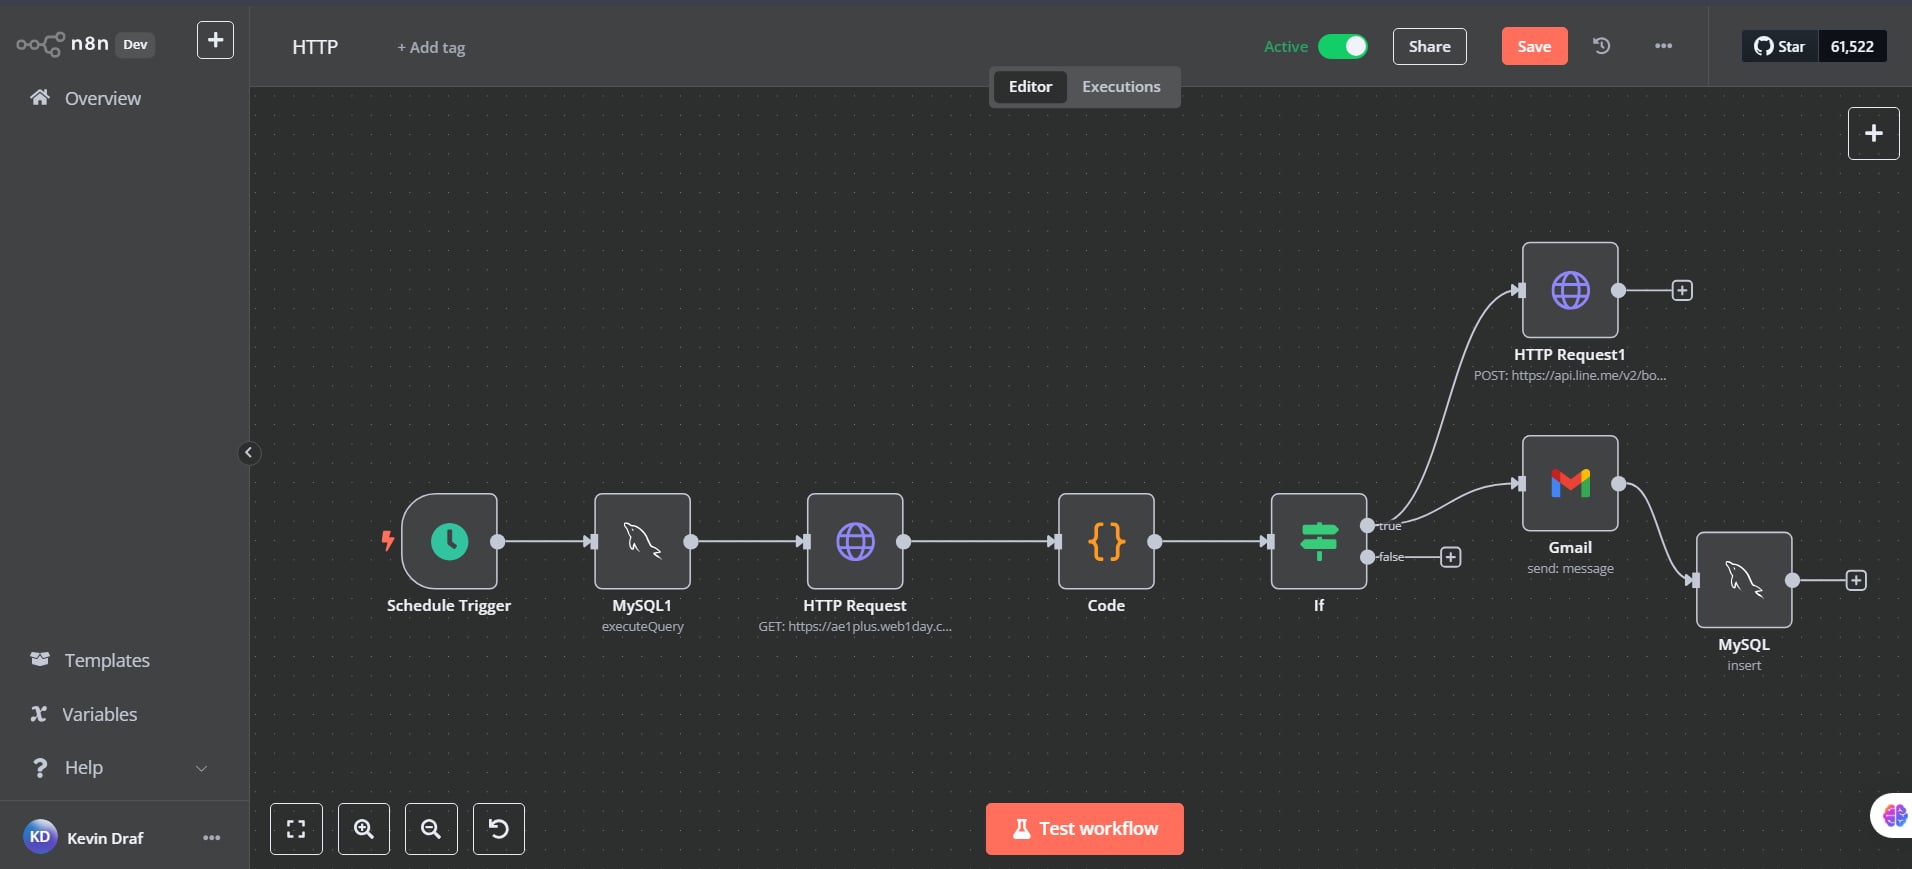 n8n Dev
Overview
Templates
Variables
Help
KD Kevin Draf
HTTP
+ Add tag
Active
Share
Save
Star 61,522
Editor Executions
Schedule Trigger
MySQL1
executeQuery
HTTP Request
GET: https://ae1plus.web1day.c...
Code
If
true
false
HTTP Request1
POST: https://api.line.me/v2/bo...
Gmail
send: message
MySQL
insert
Test workflow